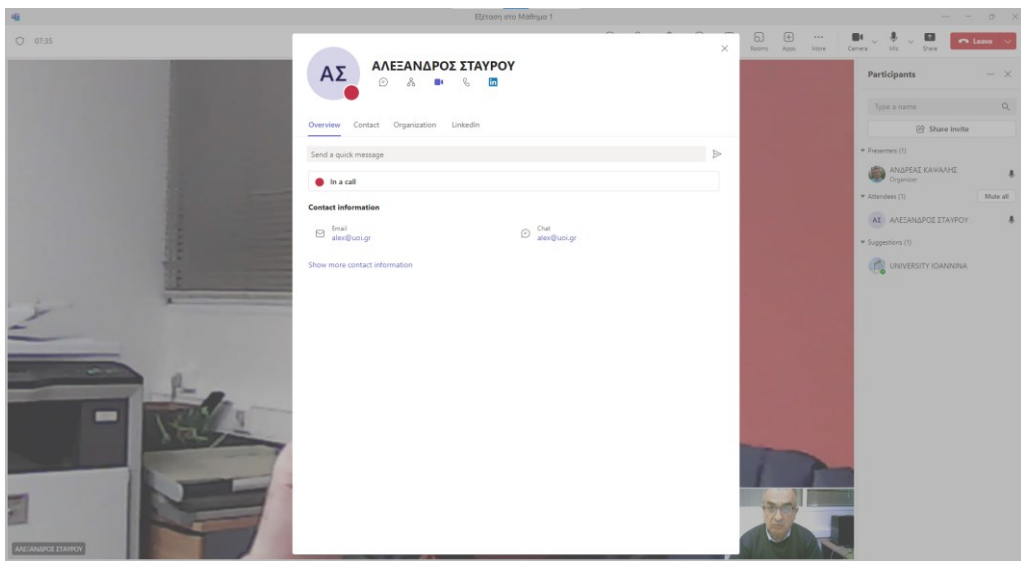 Εξέταση στο Μάθημα 1
07:35
Rooms
Apps
More
Camera
Mic
Share
Leave
ΑΣ
ΑΛΕΞΑΝΔΡΟΣ ΣΤΑΥΡΟΥ
in
Overview
Contact
Organization
LinkedIn
Send a quick message
In a call
Contact information
Email
alex@uoi.gr
Chat
alex@uoi.gr
Show more contact information
Participants
Type a name
Share invite
Presenters (1)
ΑΝΔΡΕΑΣ ΚΑΨΑΛΗΣ
Organizer
Attendees (1)
Mute all
ΑΣ ΑΛΕΞΑΝΔΡΟΣ ΣΤΑΥΡΟΥ
Suggestions (1)
UNIVERSITY IOANNINA
ΑΛΕΞΑΝΔΡΟΣ ΣΤΑΥΡΟΥ